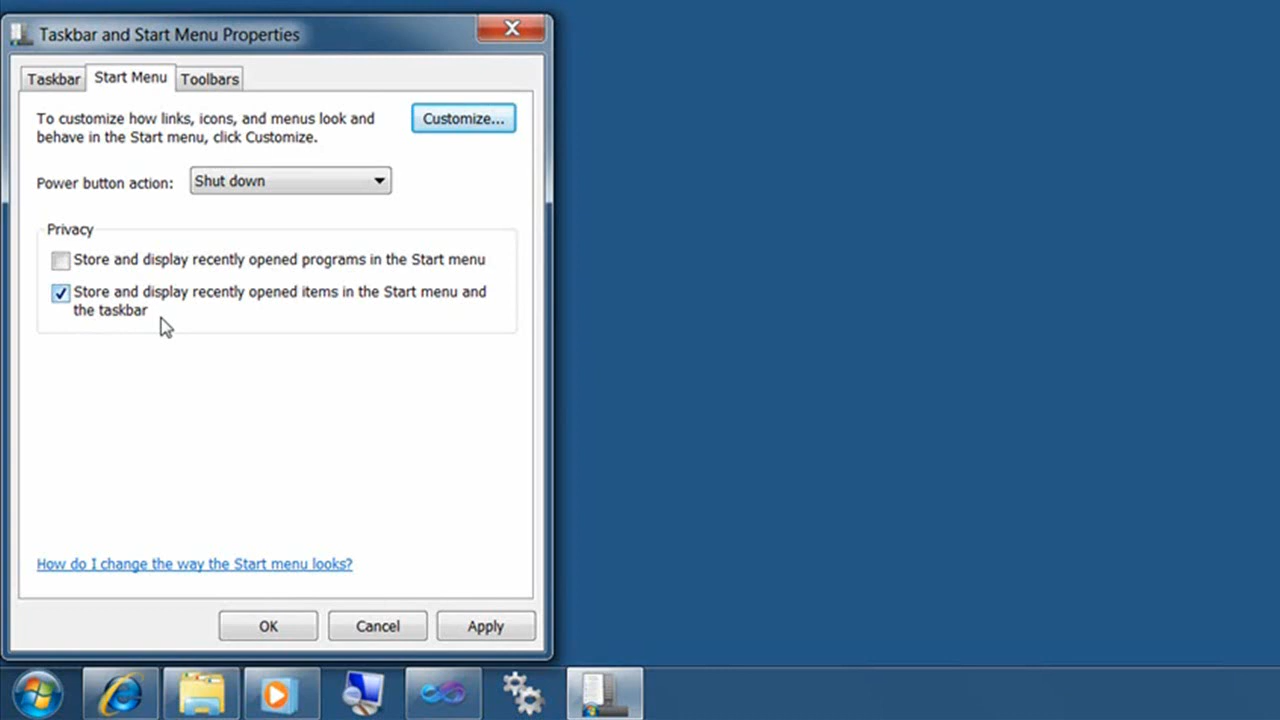 Taskbar and Start Menu Properties
Taskbar
Start Menu
Toolbars
To customize how links, icons, and menus look and
behave in the Start menu, click Customize.
Customize...
Power button action:
Shut down
Privacy
Store and display recently opened programs in the Start menu
Store and display recently opened items in the Start menu and
the taskbar
How do I change the way the Start menu looks?
OK
Cancel
Apply